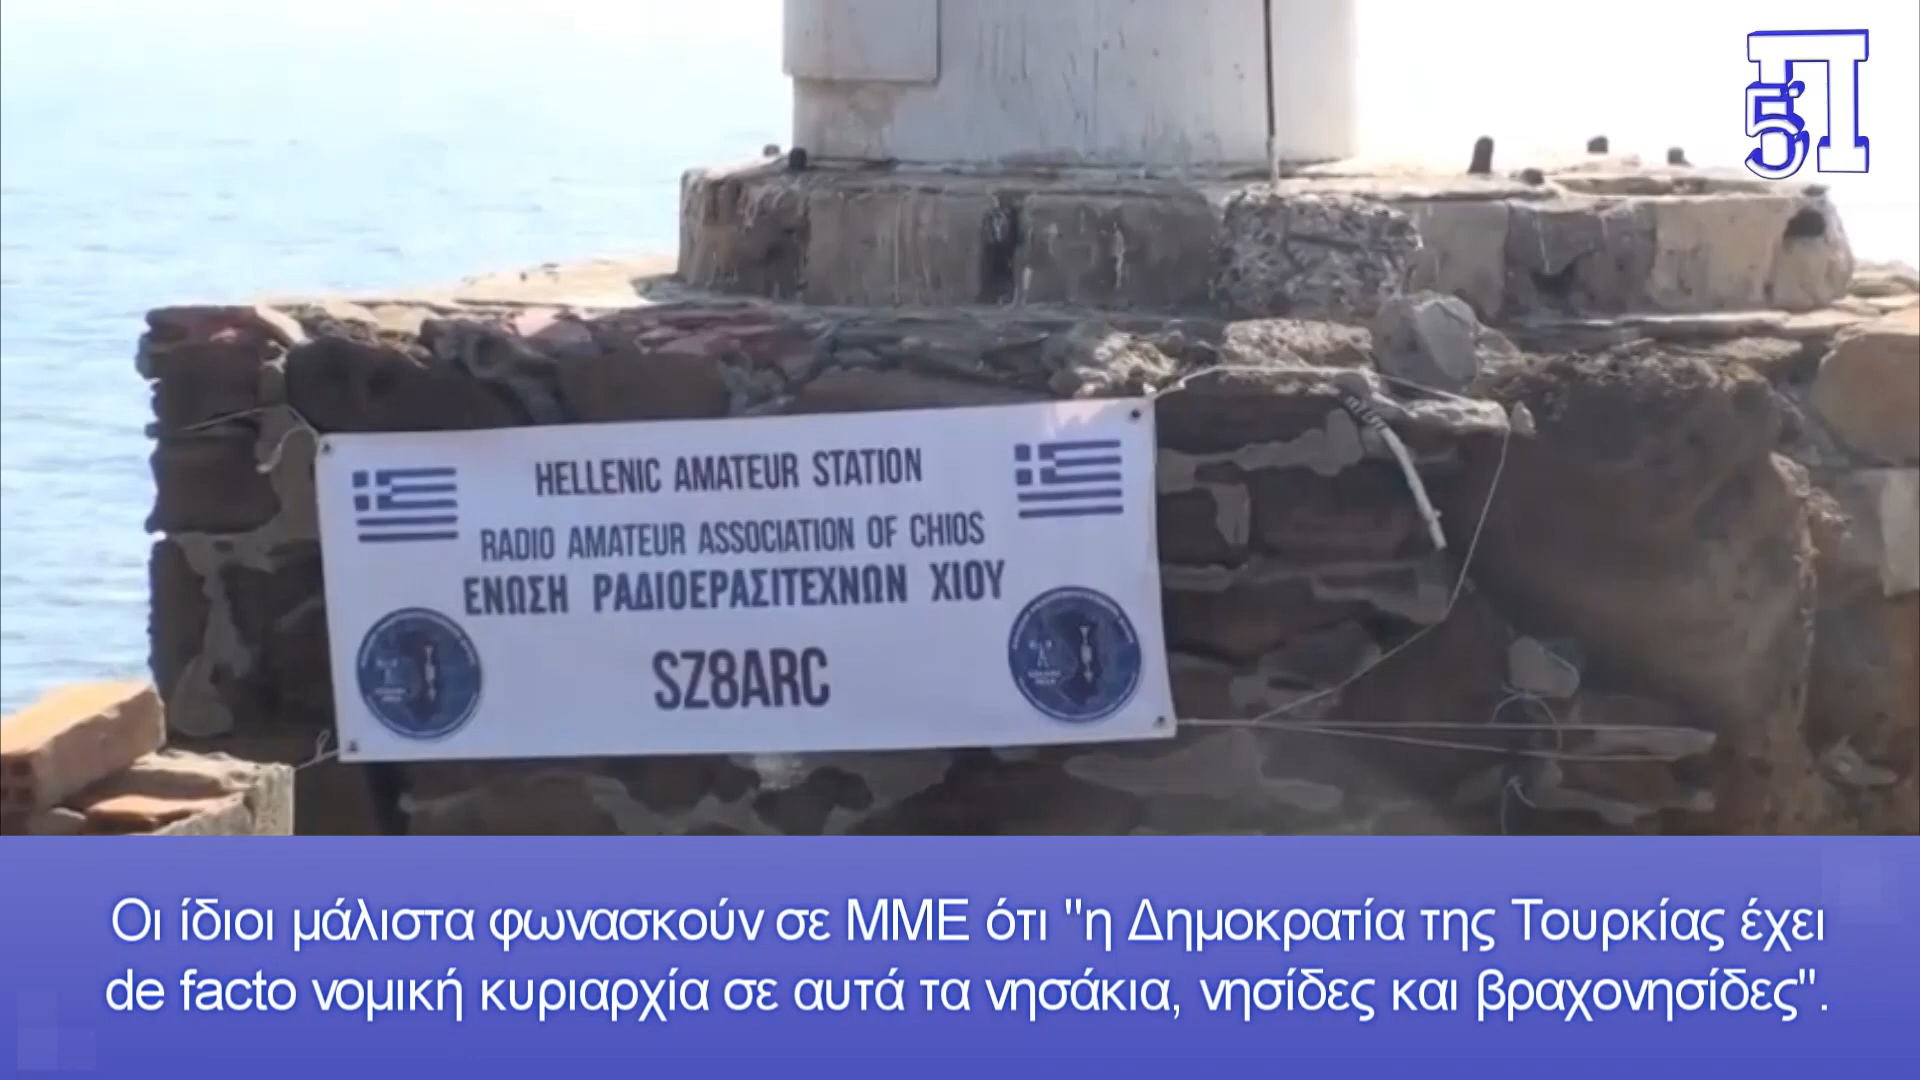 5'Π
HELLENIC AMATEUR STATION
RADIO AMATEUR ASSOCIATION OF CHIOS
ΕΝΩΣΗ ΡΑΔΙΟΕΡΑΣΙΤΕΧΝΩΝ ΧΙΟΥ
SZ8ARC
Οι ίδιοι μάλιστα φωνασκούν σε ΜΜΕ ότι "η Δημοκρατία της Τουρκίας έχει
de facto νομική κυριαρχία σε αυτά τα νησάκια, νησίδες και βραχονησίδες".